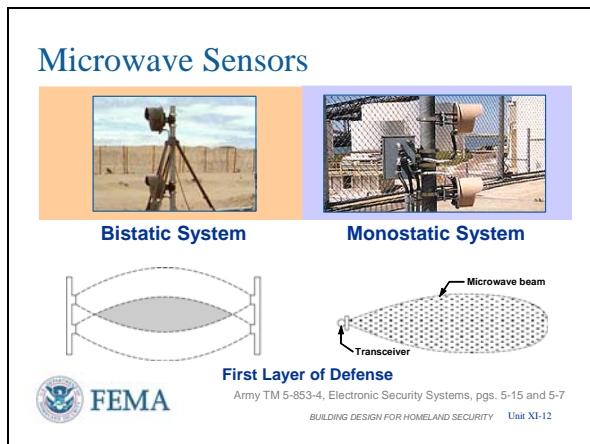 Microwave Sensors
Bistatic System
Monostatic System
Microwave beam
Transceiver
First Layer of Defense
Army TM 5-853-4, Electronic Security Systems, pgs. 5-15 and 5-7
FEMA
BUILDING DESIGN FOR HOMELAND SECURITY Unit XI-12